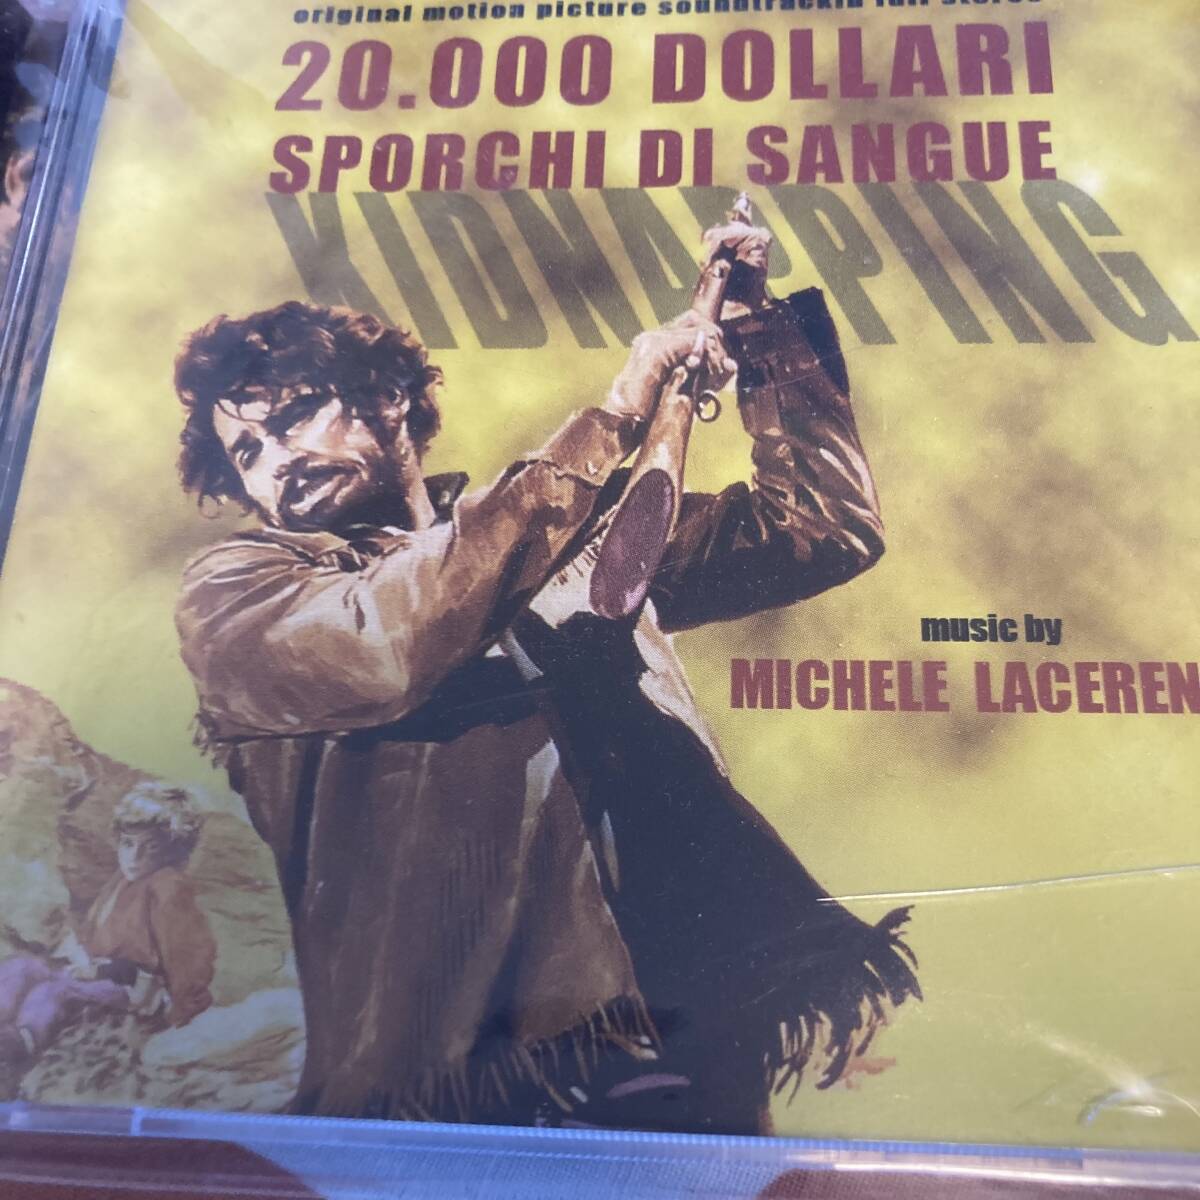 original motion picture soundtrack in full stereo
20.000 DOLLARI
SPORCHI DI SANGUE
KIDNAPPING
music by
MICHELE LACEREN